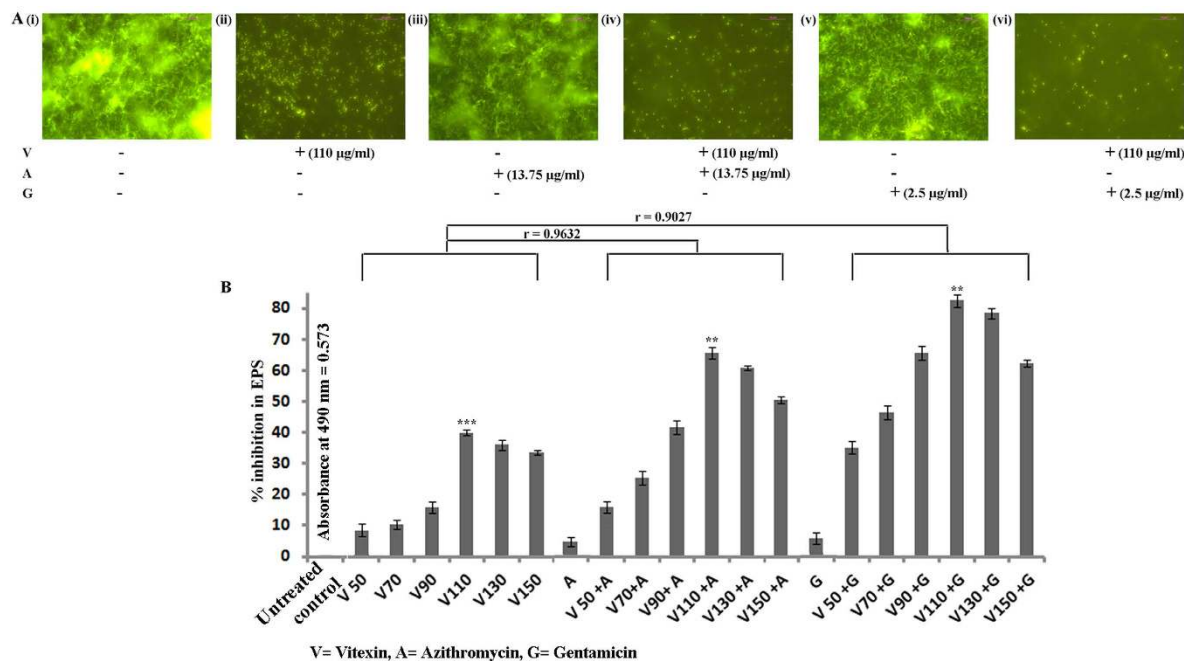 A (i) (ii) (iii) (iv) (v) (vi)
V - + (110 µg/ml) - + (110 µg/ml) - + (110 µg/ml)
A - - + (13.75 µg/ml) + (13.75 µg/ml) - -
G - - - - + (2.5 µg/ml) + (2.5 µg/ml)
r = 0.9027
r = 0.9632
B
% inhibition in EPS
80
70
60
50
40
30
20
10
0
Absorbance at 490 nm = 0.573
***
**
**
Untreated control
V 50
V70
V90
V110
V130
V150
A
V 50 +A
V70+A
V90+ A
V110+A
V130 +A
V150+A
G
V 50+G
V70 +G
V90+G
V110 +G
V130+G
V150+G
V= Vitexin, A= Azithromycin, G= Gentamicin